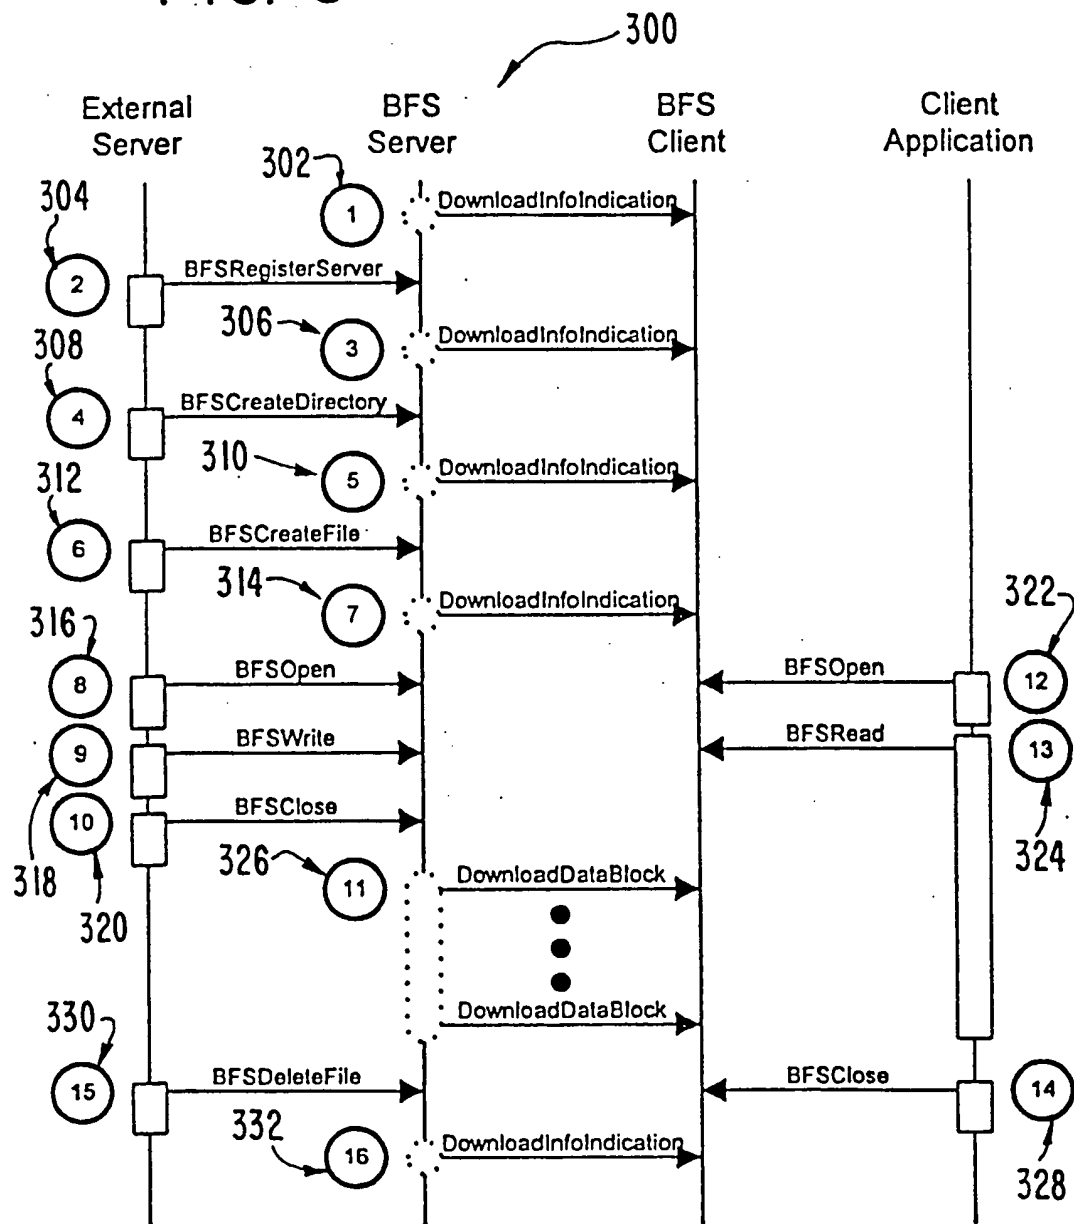 300
External Server
BFS Server
BFS Client
Client Application
302
304
1
DownloadInfoIndication
2
BFSRegisterServer
306
3
DownloadInfoIndication
308
4
BFSCreateDirectory
310
5
DownloadInfoIndication
312
6
BFSCreateFile
314
7
DownloadInfoIndication
322
316
8
BFSOpen
BFSOpen
12
9
BFSWrite
BFSRead
13
10
BFSClose
318
320
324
326
11
DownloadDataBlock
DownloadDataBlock
330
15
BFSDeleteFile
BFSClose
14
332
16
DownloadInfoIndication
328